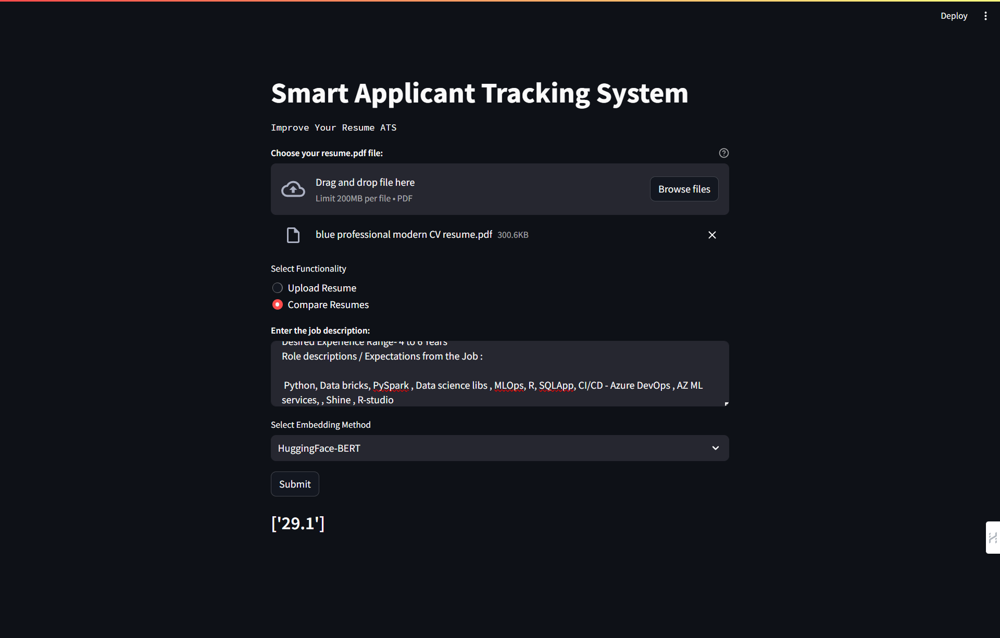 Deploy
Smart Applicant Tracking System
Improve Your Resume ATS
Choose your resume.pdf file:
Drag and drop file here
Limit 200MB per file • PDF
Browse files
blue professional modern CV resume.pdf 300.6KB
Select Functionality
Upload Resume
Compare Resumes
Enter the job description:
Desired Experience Range- 4 to 6 Years
Role descriptions / Expectations from the Job :
Python, Data bricks, PySpark , Data science libs , MLOps, R, SQLApp, CI/CD - Azure DevOps , AZ ML
services, , Shine , R-studio
Select Embedding Method
HuggingFace-BERT
Submit
['29.1']